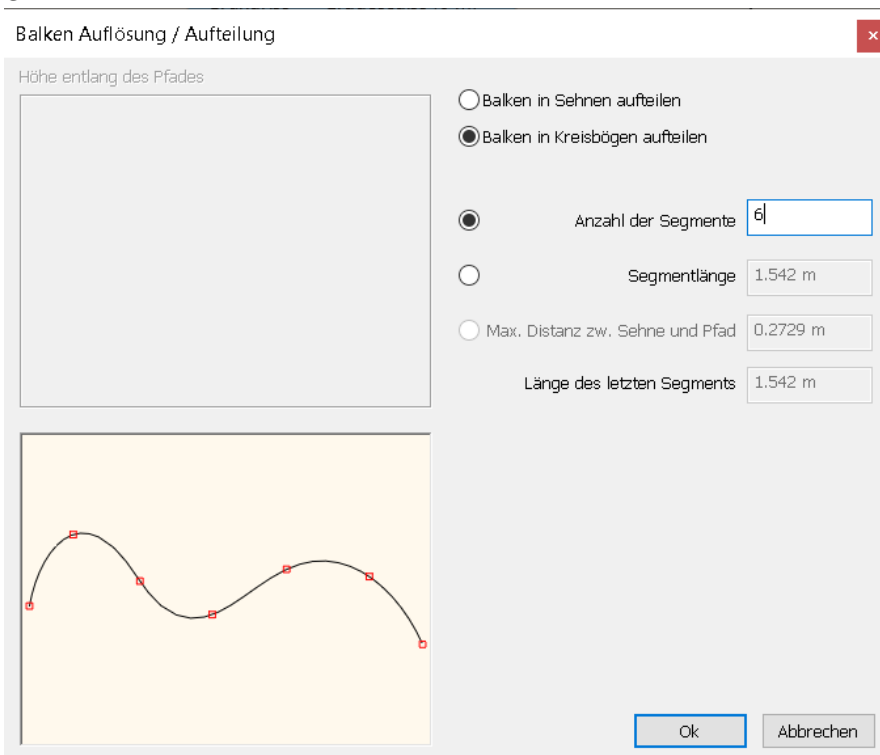 Balken Auflösung / Aufteilung
Höhe entlang des Pfades
Balken in Sehnen aufteilen
Balken in Kreisbögen aufteilen
Anzahl der Segmente 6
Segmentlänge 1.542 m
Max. Distanz zw. Sehne und Pfad 0.2729 m
Länge des letzten Segments 1.542 m
Ok Abbrechen